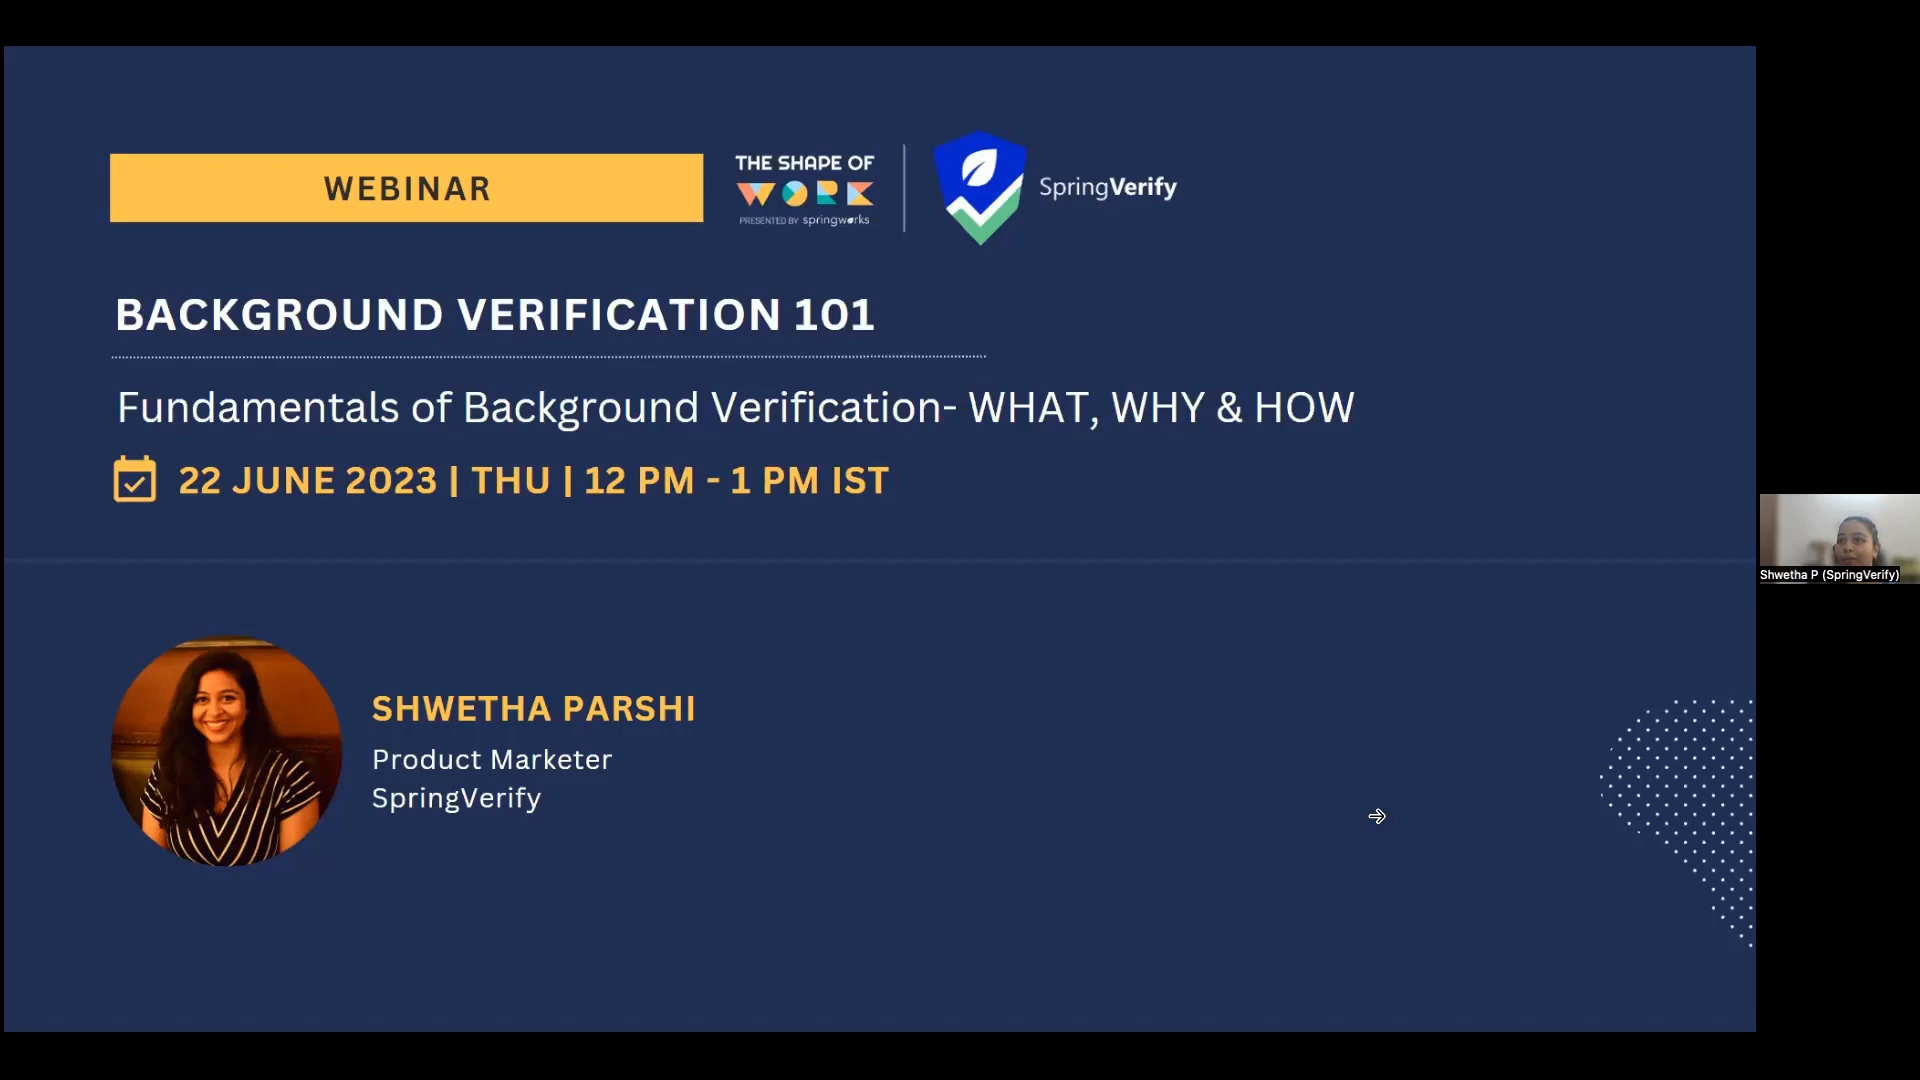 WEBINAR
THE SHAPE OF
WORK
PRESENTED BY springworks
SpringVerify
BACKGROUND VERIFICATION 101
Fundamentals of Background Verification- WHAT, WHY & HOW
22 JUNE 2023 | THU | 12 PM - 1 PM IST
Shwetha P (SpringVerify)
SHWETHA PARSHI
Product Marketer
SpringVerify